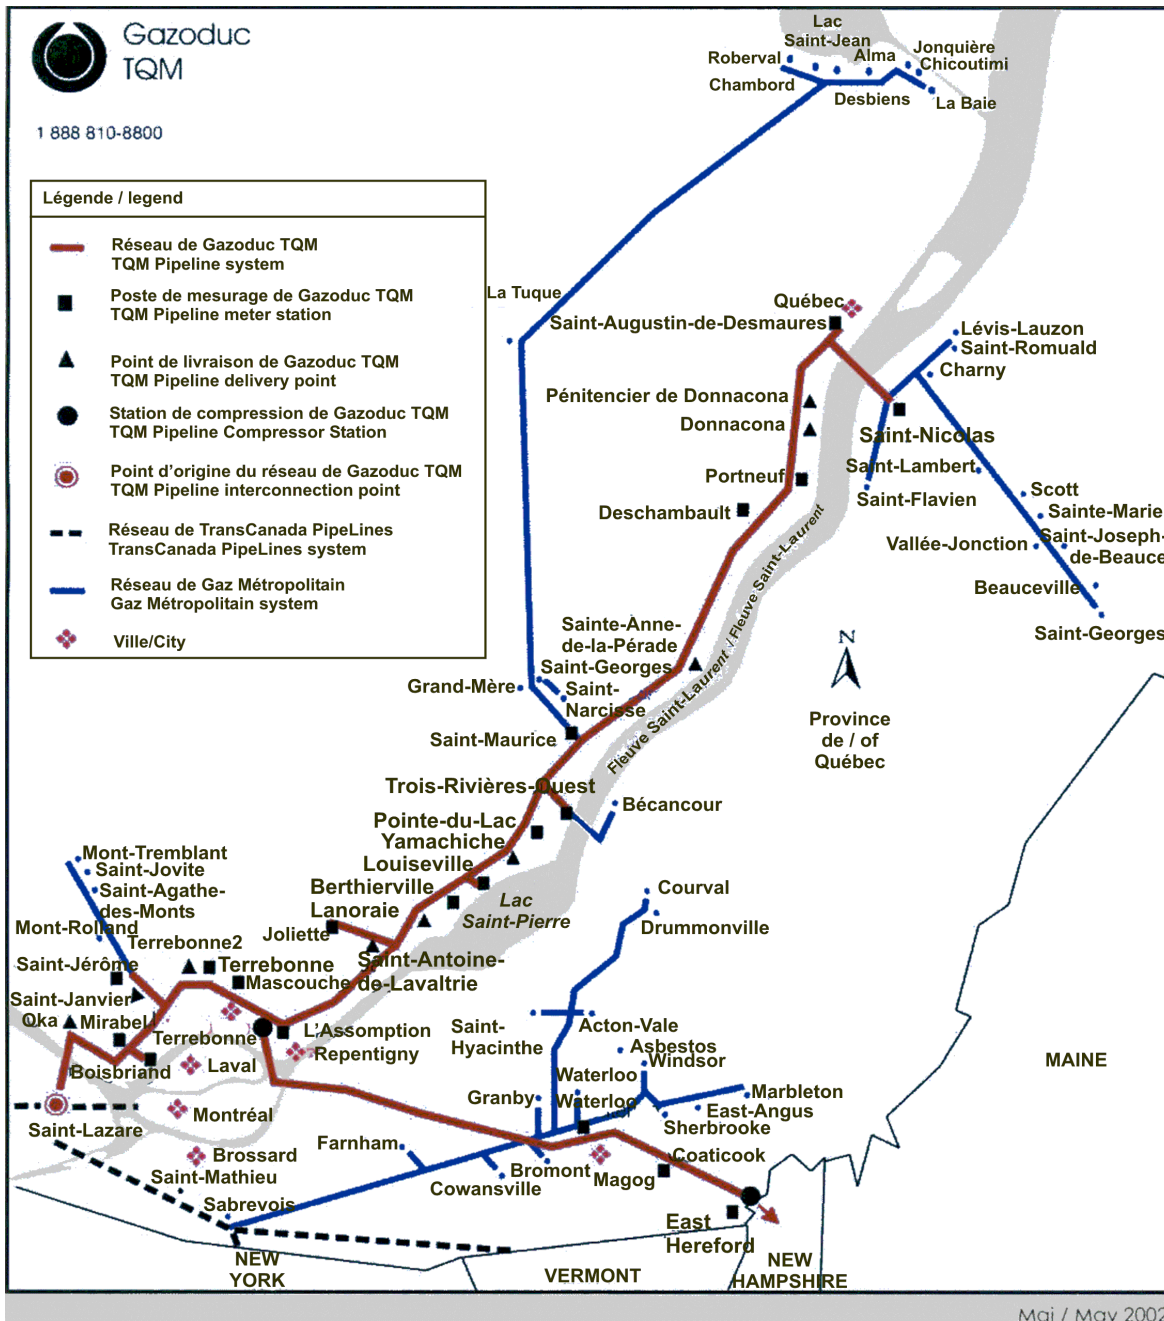 Gazoduc
TQM
1 888 810-8800
Légende / legend
Réseau de Gazoduc TQM
TQM Pipeline system
Poste de mesurage de Gazoduc TQM
TQM Pipeline meter station
Point de livraison de Gazoduc TQM
TQM Pipeline delivery point
Station de compression de Gazoduc TQM
TQM Pipeline Compressor Station
Point d'origine du réseau de Gazoduc TQM
TQM Pipeline interconnection point
Réseau de TransCanada PipeLines
TransCanada PipeLines system
Réseau de Gaz Métropolitain
Gaz Métropolitain system
Ville/City
Lac
Saint-Jean
Roberval
Alma
Jonquière
Chicoutimi
Chambord
Desbiens
La Baie
La Tuque
Québec
Saint-Augustin-de-Desmaures
Lévis-Lauzon
Saint-Romuald
Charny
Pénitencier de Donnacona
Donnacona
Saint-Nicolas
Portneuf
Saint-Lambert
Saint-Flavien
Deschambault
Scott
Sainte-Marie
Vallée-Jonction
Saint-Joseph-
de-Beauce
Beauceville
Saint-Georges
Fleuve Saint-Laurent / Fleuve Saint-Laurent
Sainte-Anne-
de-la-Pérade
Saint-Georges
Grand-Mère
Saint-
Narcisse
Saint-Maurice
N
Province
de / of
Québec
Trois-Rivières-Ouest
Bécancour
Pointe-du-Lac
Yamachiche
Louiseville
Berthierville
Lanoraie
Lac
Saint-Pierre
Joliette
Saint-Antoine-
de-Lavaltrie
Mont-Tremblant
Saint-Jovite
Saint-Agathe-
des-Monts
Mont-Rolland
Terrebonne2
Saint-Jérôme
Terrebonne
Mascouche
Saint-Janvier
Oka
Mirabel
Terrebonne
L'Assomption
Repentigny
Boisbriand
Laval
Montréal
Saint-Lazare
Brossard
Saint-Mathieu
Sabrevois
Courval
Drummonville
Saint-
Hyacinthe
Acton-Vale
Asbestos
Windsor
Waterloo
Granby
Waterloo
Marbleton
East-Angus
Sherbrooke
Farnham
Coaticook
Bromont
Magog
Cowansville
East
Hereford
MAINE
NEW
YORK
VERMONT
NEW
HAMPSHIRE
Mai / May 2002